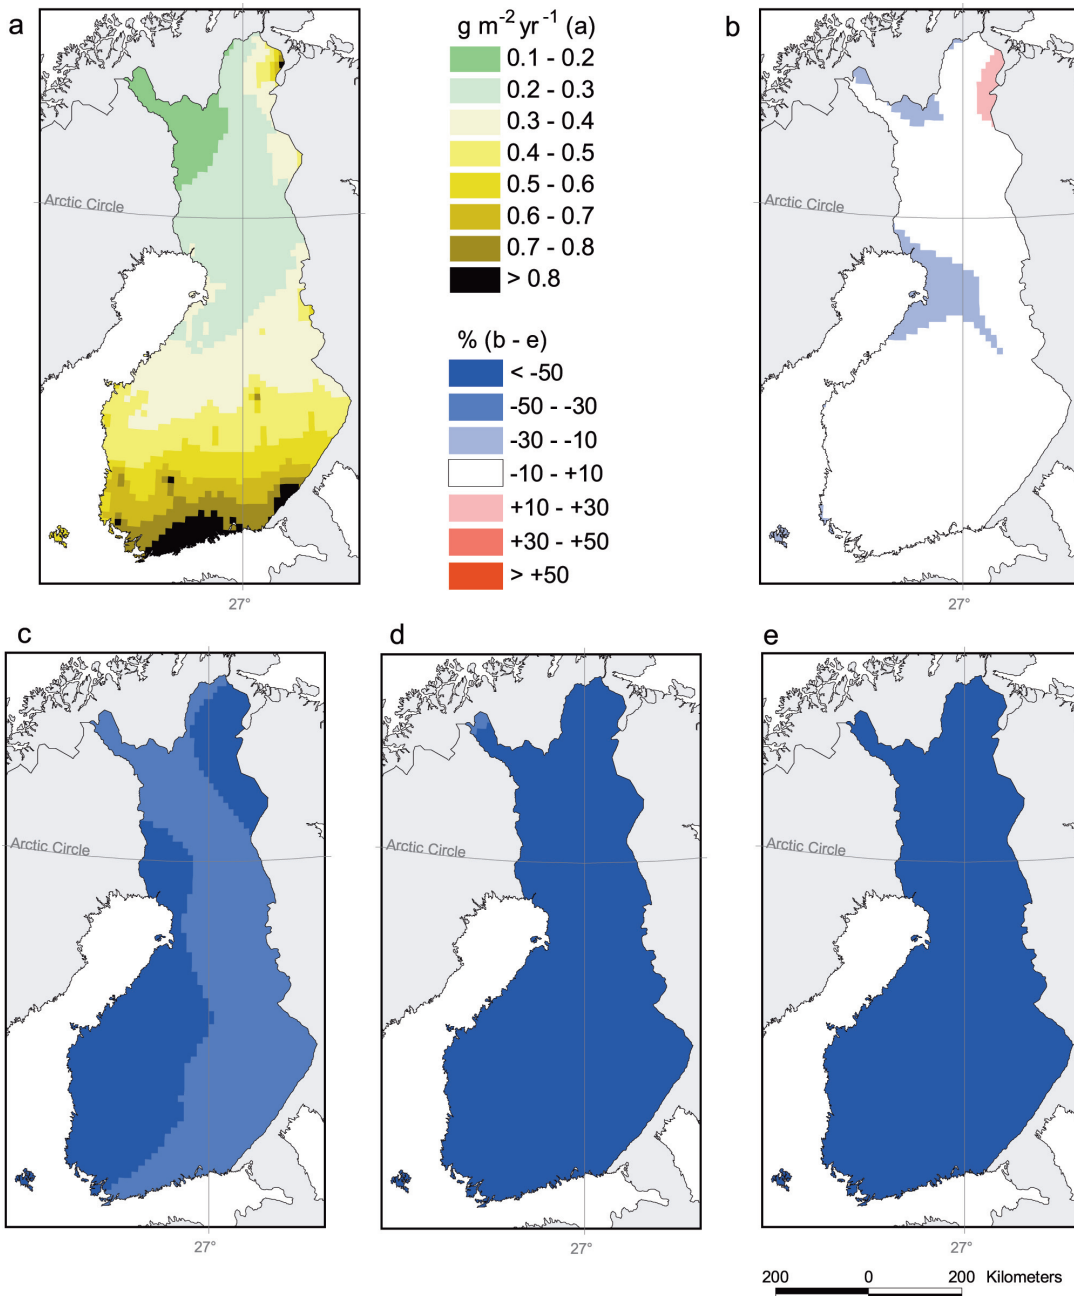 a
g m-2 yr-1 (a)
0.1 - 0.2
0.2 - 0.3
0.3 - 0.4
0.4 - 0.5
0.5 - 0.6
0.6 - 0.7
0.7 - 0.8
> 0.8
Arctic Circle
27°
% (b - e)
< -50
-50 - -30
-30 - -10
-10 - +10
+10 - +30
+30 - +50
> +50
b
Arctic Circle
27°
c
Arctic Circle
27°
d
Arctic Circle
27°
e
Arctic Circle
27°
200 0 200 Kilometers